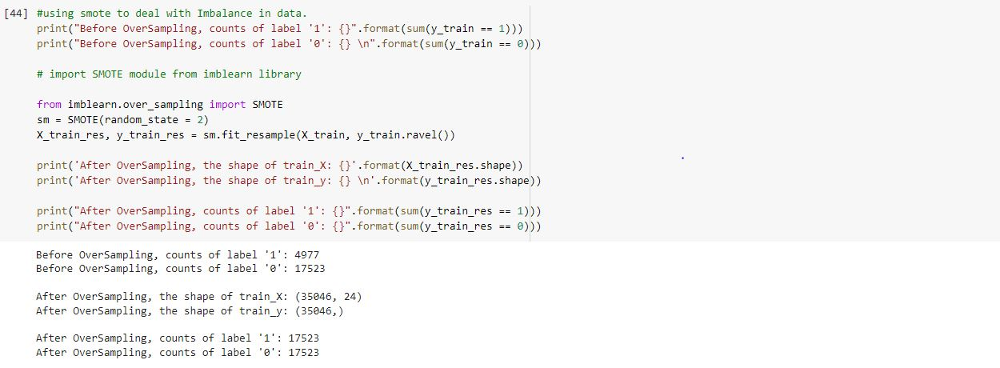 [44] #using smote to deal with Imbalance in data.
print("Before OverSampling, counts of label '1': {}".format(sum(y_train == 1)))
print("Before OverSampling, counts of label '0': {} \n".format(sum(y_train == 0)))
# import SMOTE module from imblearn library
from imblearn.over_sampling import SMOTE
sm = SMOTE(random_state = 2)
X_train_res, y_train_res = sm.fit_resample(X_train, y_train.ravel())
print('After OverSampling, the shape of train_X: {}'.format(X_train_res.shape))
print('After OverSampling, the shape of train_y: {} \n'.format(y_train_res.shape))
print("After OverSampling, counts of label '1': {}".format(sum(y_train_res == 1)))
print("After OverSampling, counts of label '0': {}".format(sum(y_train_res == 0)))
Before OverSampling, counts of label '1': 4977
Before OverSampling, counts of label '0': 17523
After OverSampling, the shape of train_X: (35046, 24)
After OverSampling, the shape of train_y: (35046,)
After OverSampling, counts of label '1': 17523
After OverSampling, counts of label '0': 17523